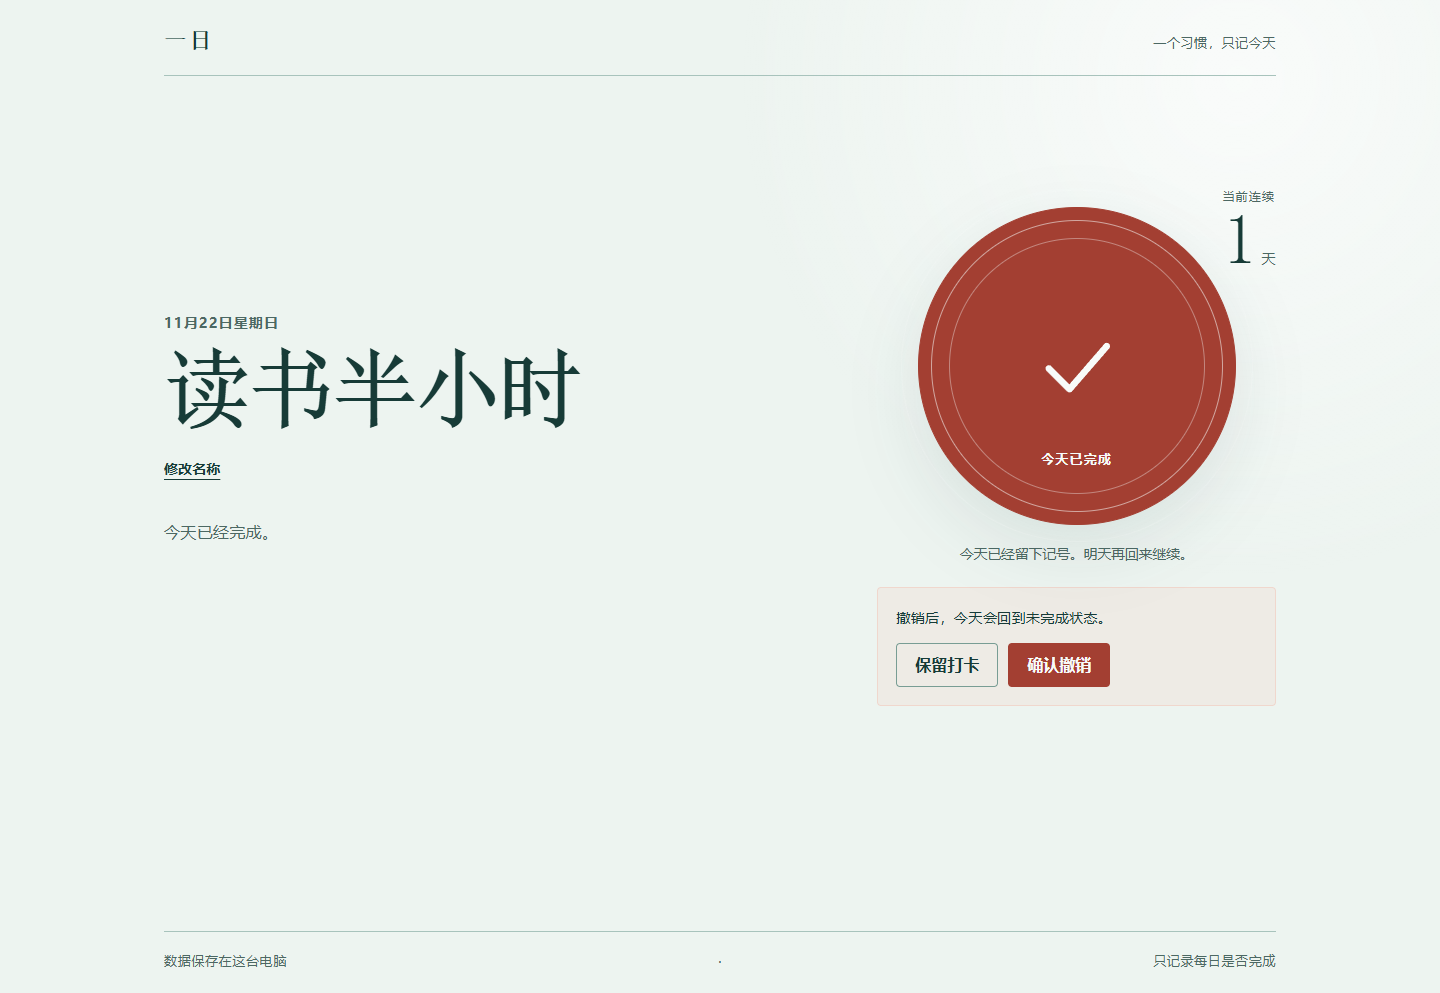 一日
一个习惯，只记今天
11月22日星期日
读书半小时
修改名称
今天已经完成。
当前连续
1 天
今天已完成
今天已经留下记号。明天再回来继续。
撤销后，今天会回到未完成状态。
保留打卡 确认撤销
数据保存在这台电脑 · 只记录每日是否完成